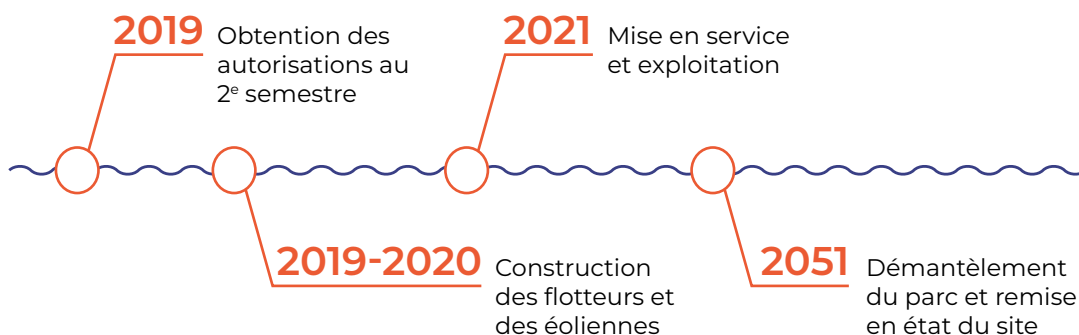 2019 Obtention des
autorisations au
2e semestre
2019-2020 Construction
des flotteurs et
des éoliennes
2021 Mise en service
et exploitation
2051 Démantèlement
du parc et remise
en état du site